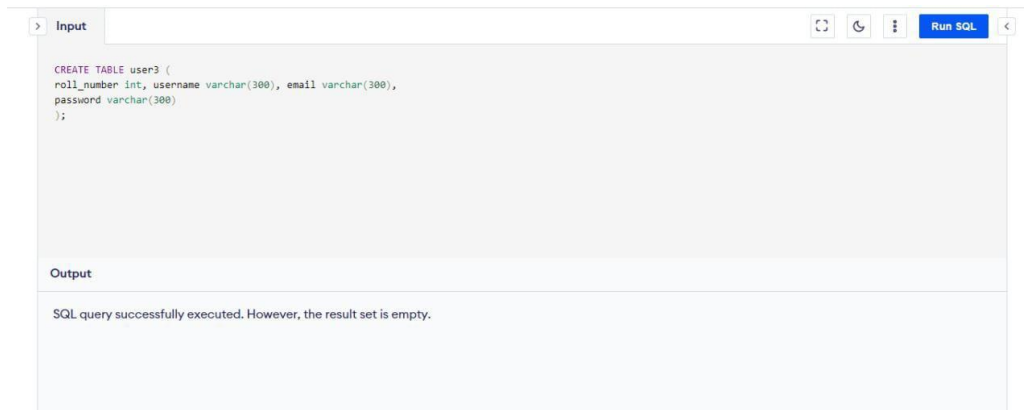 Input
Run SQL
CREATE TABLE user3 (
roll_number int, username varchar(300), email varchar(300),
password varchar(300)
);
Output
SQL query successfully executed. However, the result set is empty.